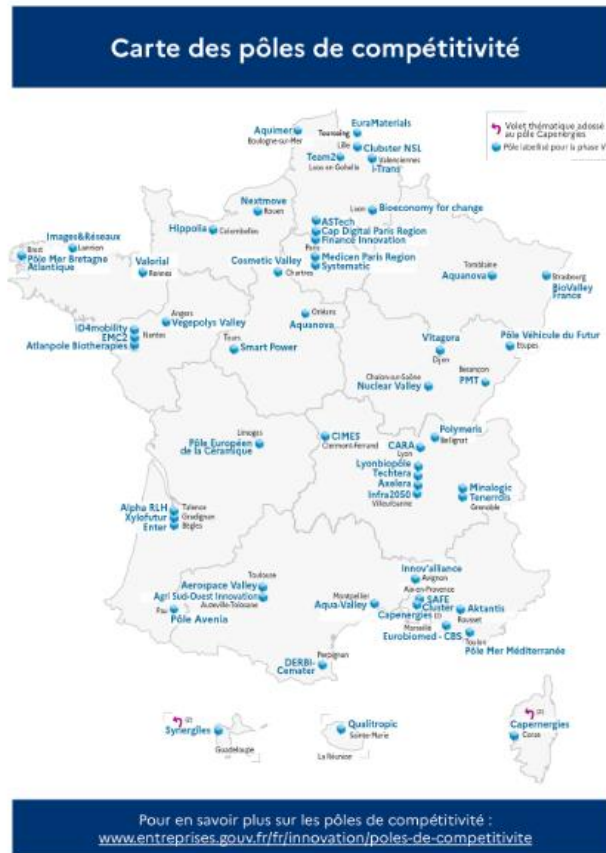 Carte des pôles de compétitivité
Volet thématique adossé
au pôle Capenergies
Pôle labellisé pour la phase V
EuraMaterials
Tourcoing
Aquimer
Boulogne-sur-Mer
Lille
Clubster NSL
Team2
Loos en Gohelle
Valenciennes
i-Trans
Nextmove
Rouen
Laon
Bioeconomy for change
Hippolia
Colombelles
ASTech
Cap Digital Paris Region
Finance Innovation
Paris
Medicen Paris Region
Systematic
Images&Réseaux
Lannion
Brest
Pôle Mer Bretagne
Atlantique
Valorial
Rennes
Cosmetic Valley
Chartres
Tomblaine
Aquanova
Strasbourg
BioValley
France
Angers
Vegepolys Valley
Orléans
Aquanova
iD4mobility
EMC2
Nantes
Atlanpole Biotherapies
Tours
Smart Power
Vitagora
Dijon
Pôle Véhicule du Futur
Etupes
Besançon
PMT
Chalon-sur-Saône
Nuclear Valley
Limoges
Pôle Européen
de la Céramique
CIMES
Clermont-Ferrand
Polymeris
Bellignat
CARA
Lyon
Lyonbiopôle
Techtera
Axelera
Infra2050
Villeurbanne
Minalogic
Tenerrdis
Grenoble
Alpha RLH
Talence
Xylofutur
Gradignan
Enter
Bègles
Toulouse
Aerospace Valley
Agri Sud-Ouest Innovation
Auzeville-Tolosane
Pau
Pôle Avenia
Montpellier
Aqua-Valley
Innov'alliance
Avignon
Aix-en-Provence
SAFE
Cluster
Capenergies
Aktantis
Rousset
Marseille
Eurobiomed - CBS
Toulon
Pôle Mer Méditerranée
Perpignan
DERBI-
Cemater
(2)
Synergîles
Guadeloupe
Qualitropic
Sainte-Marie
La Réunion
(2)
Capernergies
Corse
Pour en savoir plus sur les pôles de compétitivité :
www.entreprises.gouv.fr/fr/innovation/poles-de-competitivite